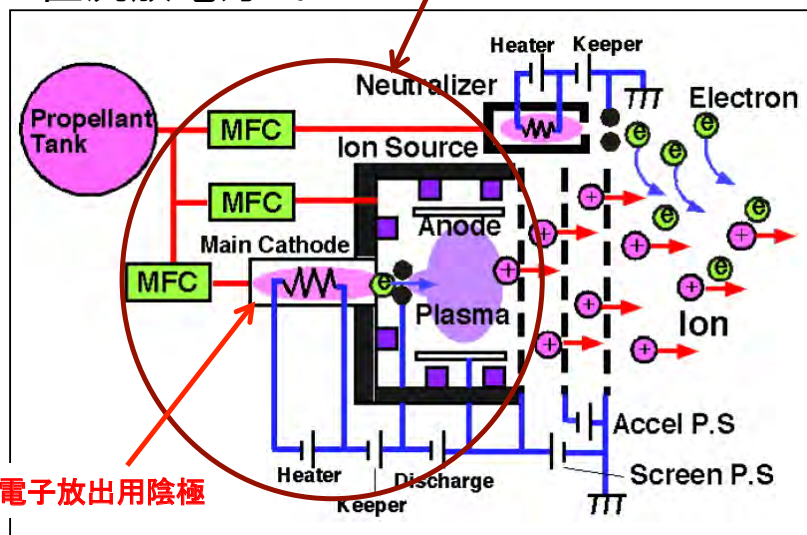 Heater Keeper
Neutralizer
Electron
Propellant
Tank
MFC
Ion Source
MFC
Anode
Main Cathode
MFC
Plasma
Ion
Accel P.S
Heater
Keeper
Discharge
Screen P.S
電子放出用陰極
e
e
e
e
e
e
+
+
+
+
+
+
+
+
+